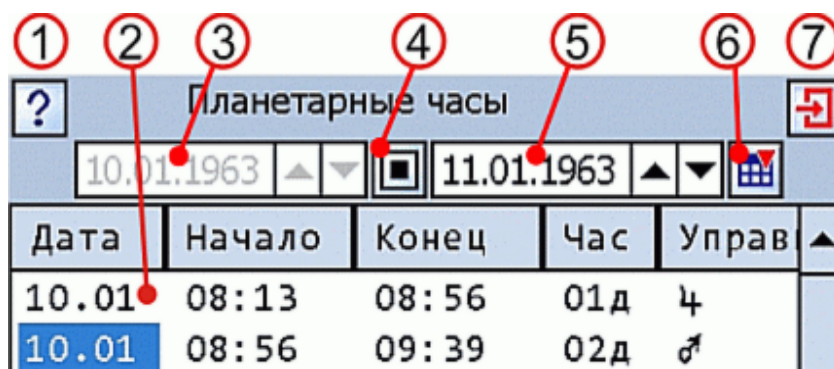 1 2 3 4 5 6 7
? Планетарные часы
10.01.1963 11.01.1963
Дата Начало Конец Час Управ
10.01 08:13 08:56 01д ♃
10.01 08:56 09:39 02д ♂